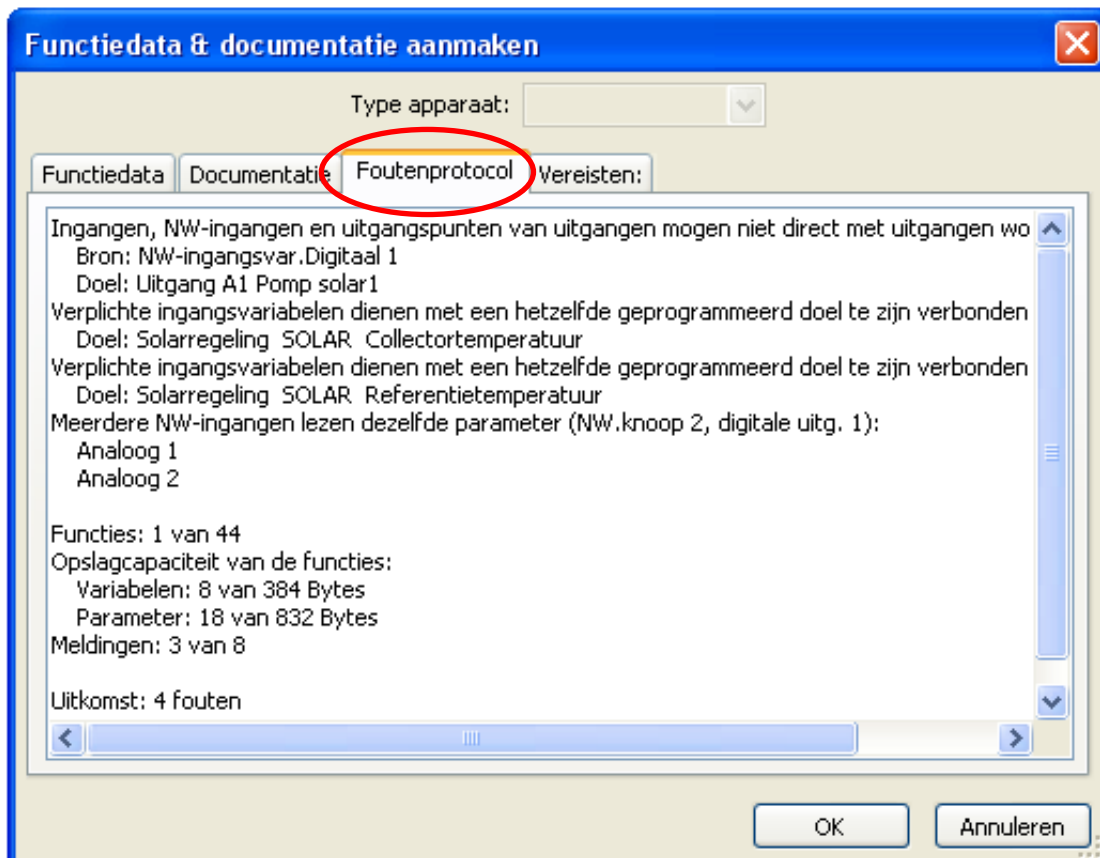 Functiedata & documentatie aanmaken
Type apparaat:
Functiedata Documentatie Foutenprotocol Vereisten:
Ingangen, NW-ingangen en uitgangspunten van uitgangen mogen niet direct met uitgangen wo
Bron: NW-ingangsvar.Digitaal 1
Doel: Uitgang A1 Pomp solar1
Verplichte ingangsvariabelen dienen met een hetzelfde geprogrammeerd doel te zijn verbonden
Doel: Solarregeling SOLAR Collectortemperatuur
Verplichte ingangsvariabelen dienen met een hetzelfde geprogrammeerd doel te zijn verbonden
Doel: Solarregeling SOLAR Referentietemperatuur
Meerdere NW-ingangen lezen dezelfde parameter (NW.knoop 2, digitale uitg. 1):
Analoog 1
Analoog 2
Functies: 1 van 44
Opslagcapaciteit van de functies:
Variabelen: 8 van 384 Bytes
Parameter: 18 van 832 Bytes
Meldingen: 3 van 8
Uitkomst: 4 fouten
OK Annuleren